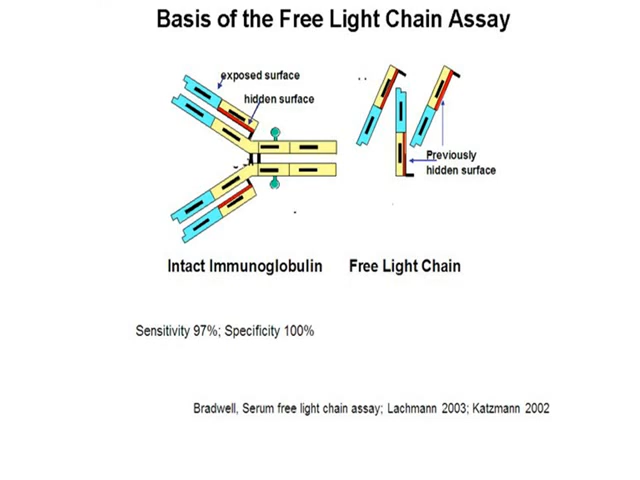 Basis of the Free Light Chain Assay
exposed surface
hidden surface
Previously
hidden surface
Intact Immunoglobulin
Free Light Chain
Sensitivity 97%; Specificity 100%
Bradwell, Serum free light chain assay; Lachmann 2003; Katzmann 2002